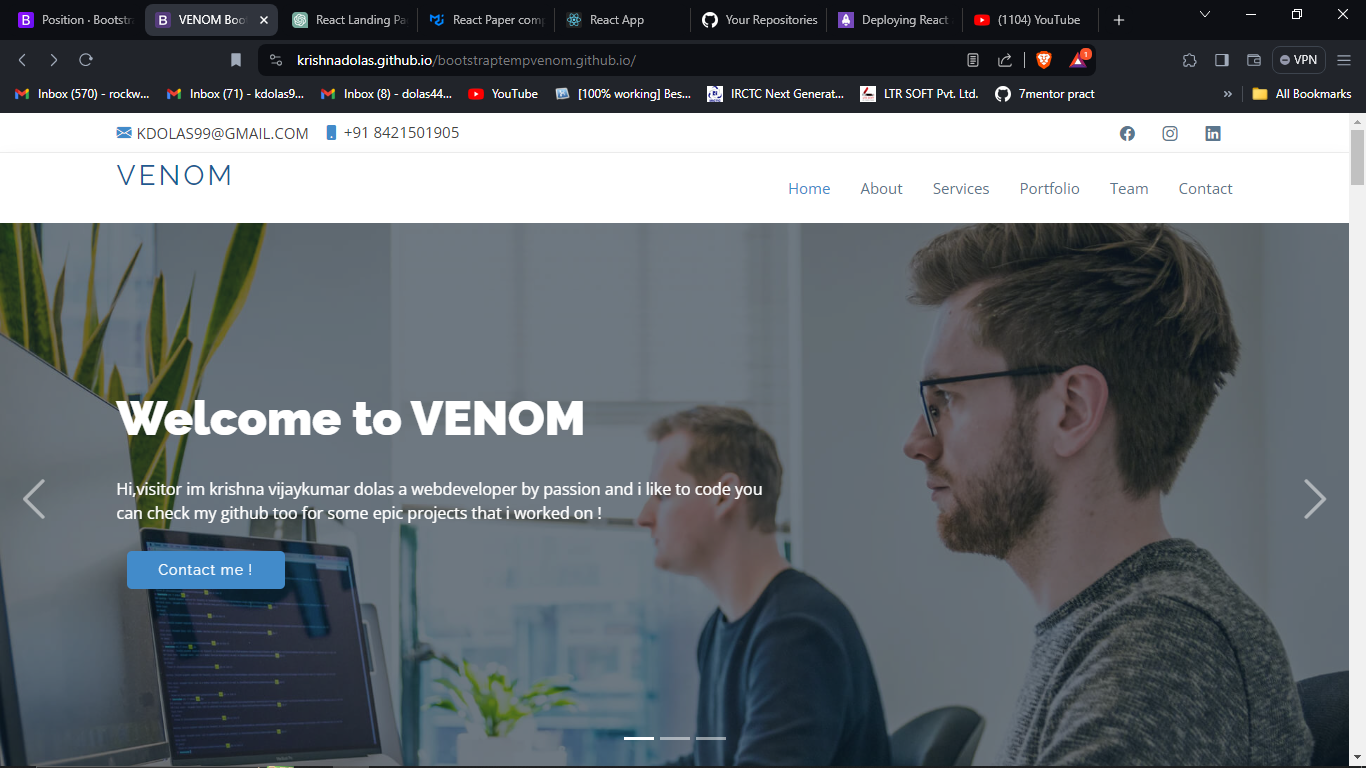 Position · Bootstr
VENOM Boo
React Landing Pa
React Paper comp
React App
Your Repositories
Deploying React
(1104) YouTube
krishnadolas.github.io/bootstraptempvenom.github.io/
1
VPN
Inbox (570) - rockw...
Inbox (71) - kdolas9...
Inbox (8) - dolas44...
YouTube
[100% working] Bes...
IRCTC Next Generat...
LTR SOFT Pvt. Ltd.
7mentor pract
»
All Bookmarks
KDOLAS99@GMAIL.COM
+91 8421501905
VENOM
Home
About
Services
Portfolio
Team
Contact
Welcome to VENOM
Hi,visitor im krishna vijaykumar dolas a webdeveloper by passion and i like to code you
can check my github too for some epic projects that i worked on !
Contact me !